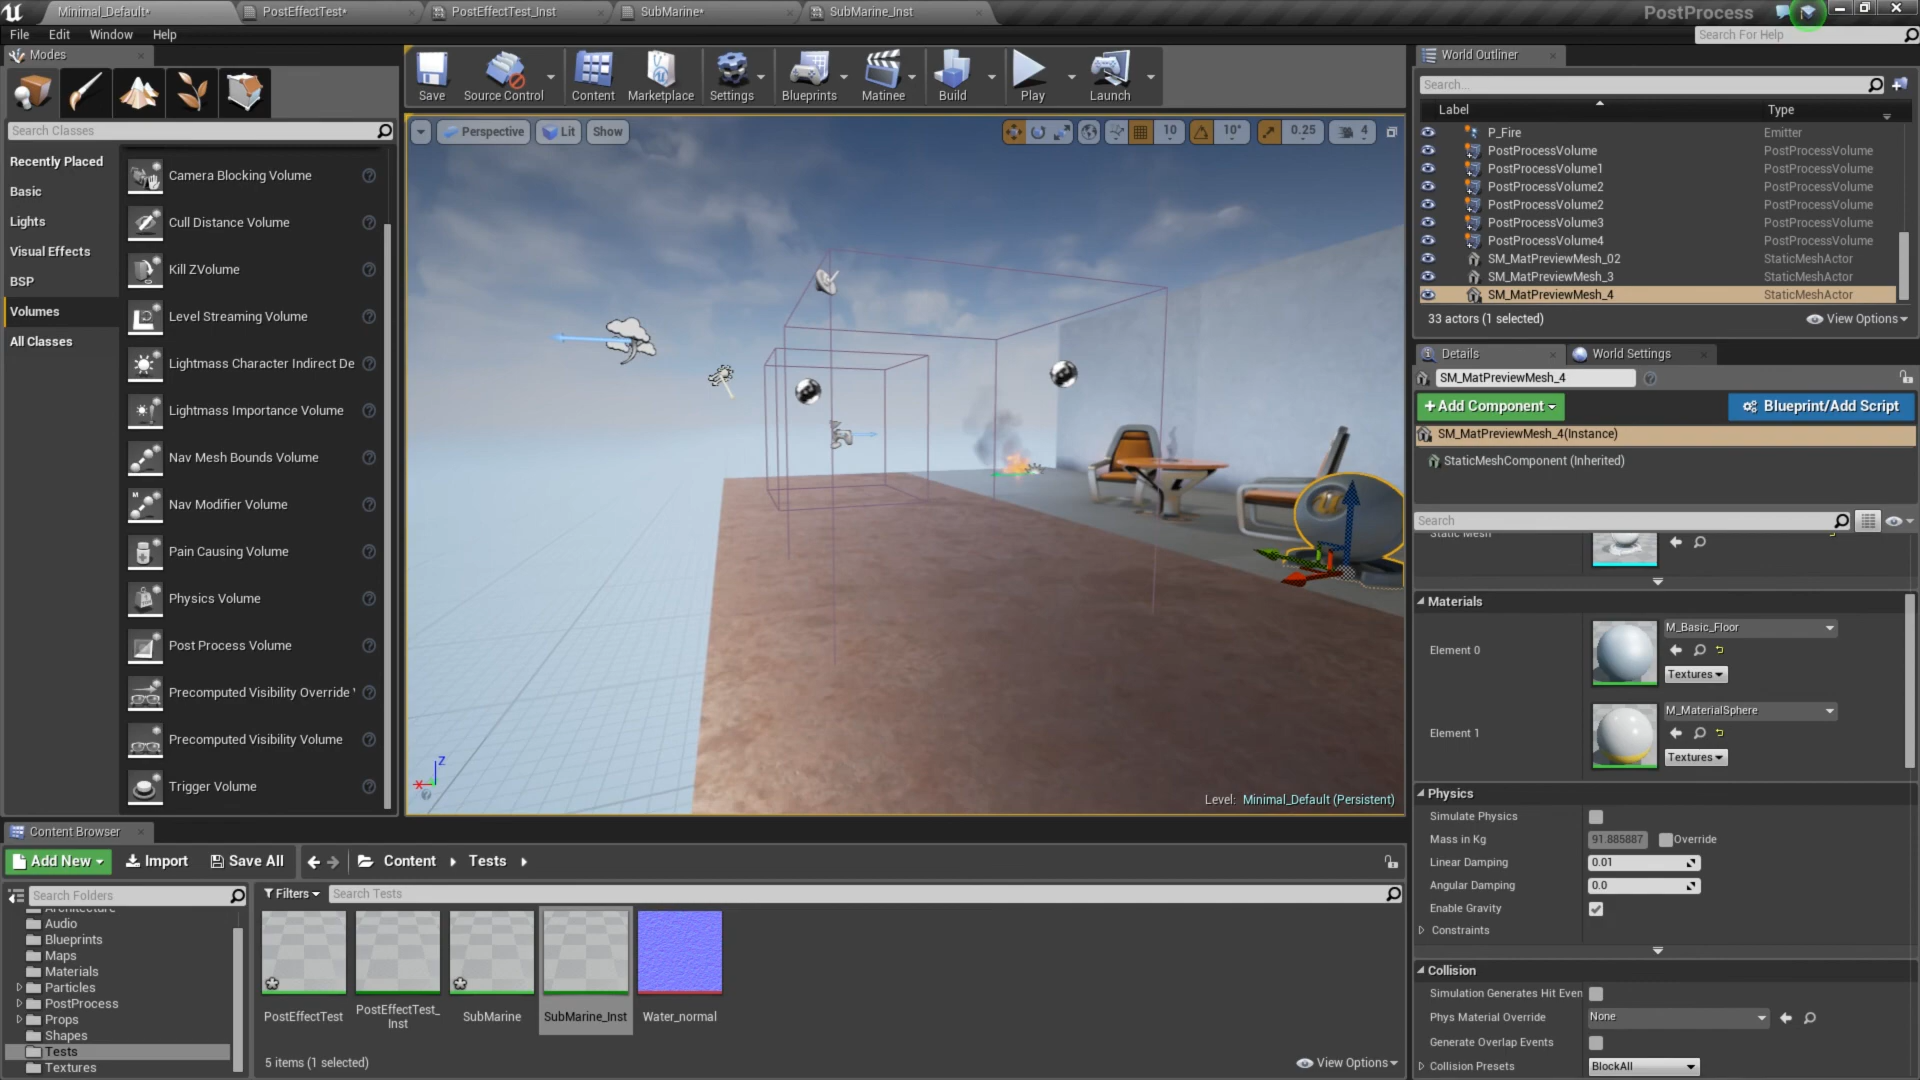 Minimal_Default*
PostEffectTest*
PostEffectTest_Inst
SubMarine*
SubMarine_Inst
PostProcess
File
Edit
Window
Help
Search For Help
Modes
Search Classes
Recently Placed
Basic
Lights
Visual Effects
BSP
Volumes
All Classes
Camera Blocking Volume
Cull Distance Volume
Kill ZVolume
Level Streaming Volume
Lightmass Character Indirect De
Lightmass Importance Volume
Nav Mesh Bounds Volume
Nav Modifier Volume
Pain Causing Volume
Physics Volume
Post Process Volume
Precomputed Visibility Override
Precomputed Visibility Volume
Trigger Volume
Save
Source Control
Content
Marketplace
Settings
Blueprints
Matinee
Build
Play
Launch
Perspective
Lit
Show
10
10°
0.25
4
Z
X
Level: Minimal_Default (Persistent)
World Outliner
Search...
Label
Type
P_Fire Emitter
PostProcessVolume PostProcessVolume
PostProcessVolume1 PostProcessVolume
PostProcessVolume2 PostProcessVolume
PostProcessVolume2 PostProcessVolume
PostProcessVolume3 PostProcessVolume
PostProcessVolume4 PostProcessVolume
SM_MatPreviewMesh_02 StaticMeshActor
SM_MatPreviewMesh_3 StaticMeshActor
SM_MatPreviewMesh_4 StaticMeshActor
33 actors (1 selected)
View Options
Details
World Settings
SM_MatPreviewMesh_4
+Add Component
Blueprint/Add Script
SM_MatPreviewMesh_4(Instance)
StaticMeshComponent (Inherited)
Search
Static Mesh
Materials
Element 0
M_Basic_Floor
Textures
Element 1
M_MaterialSphere
Textures
Physics
Simulate Physics
Mass in Kg
91.885887
Override
Linear Damping
0.01
Angular Damping
0.0
Enable Gravity
Constraints
Collision
Simulation Generates Hit Even
Phys Material Override
None
Generate Overlap Events
Collision Presets
BlockAll
Content Browser
Add New
Import
Save All
Content
Tests
Search Folders
Filters
Search Tests
Architecture
Audio
Blueprints
Maps
Materials
Particles
PostProcess
Props
Shapes
Tests
Textures
PostEffectTest
PostEffectTest_
Inst
SubMarine
SubMarine_Inst
Water_normal
5 items (1 selected)
View Options